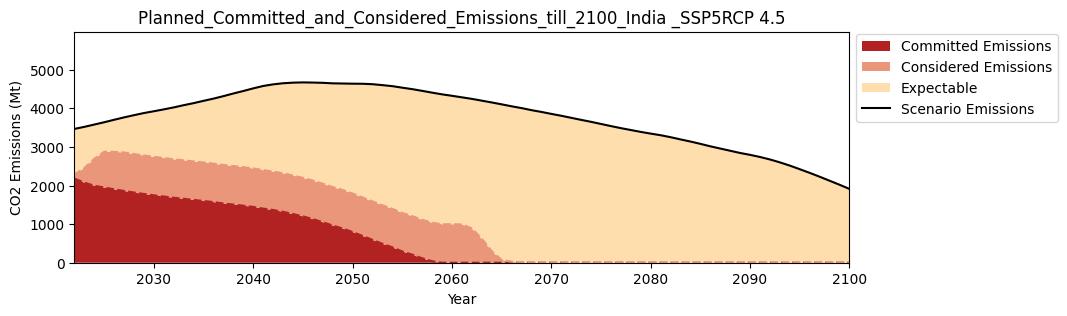 Planned_Committed_and_Considered_Emissions_till_2100_India _SSP5RCP 4.5
Committed Emissions
Considered Emissions
Expectable
Scenario Emissions
CO2 Emissions (Mt)
5000
4000
3000
2000
1000
0
2030 2040 2050 2060 2070 2080 2090 2100
Year